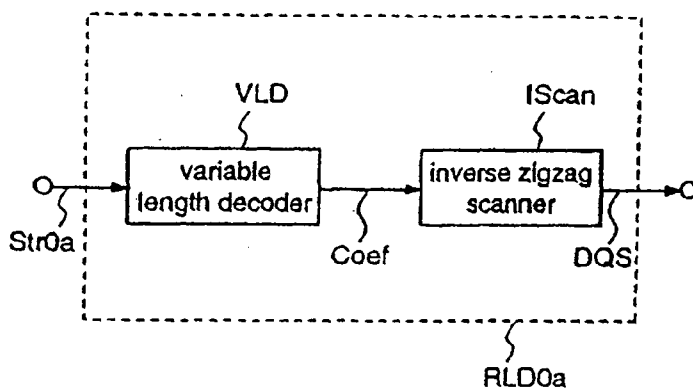 VLD
IScan
variable
length decoder
inverse zigzag
scanner
Str0a
Coef
DQS
RLD0a